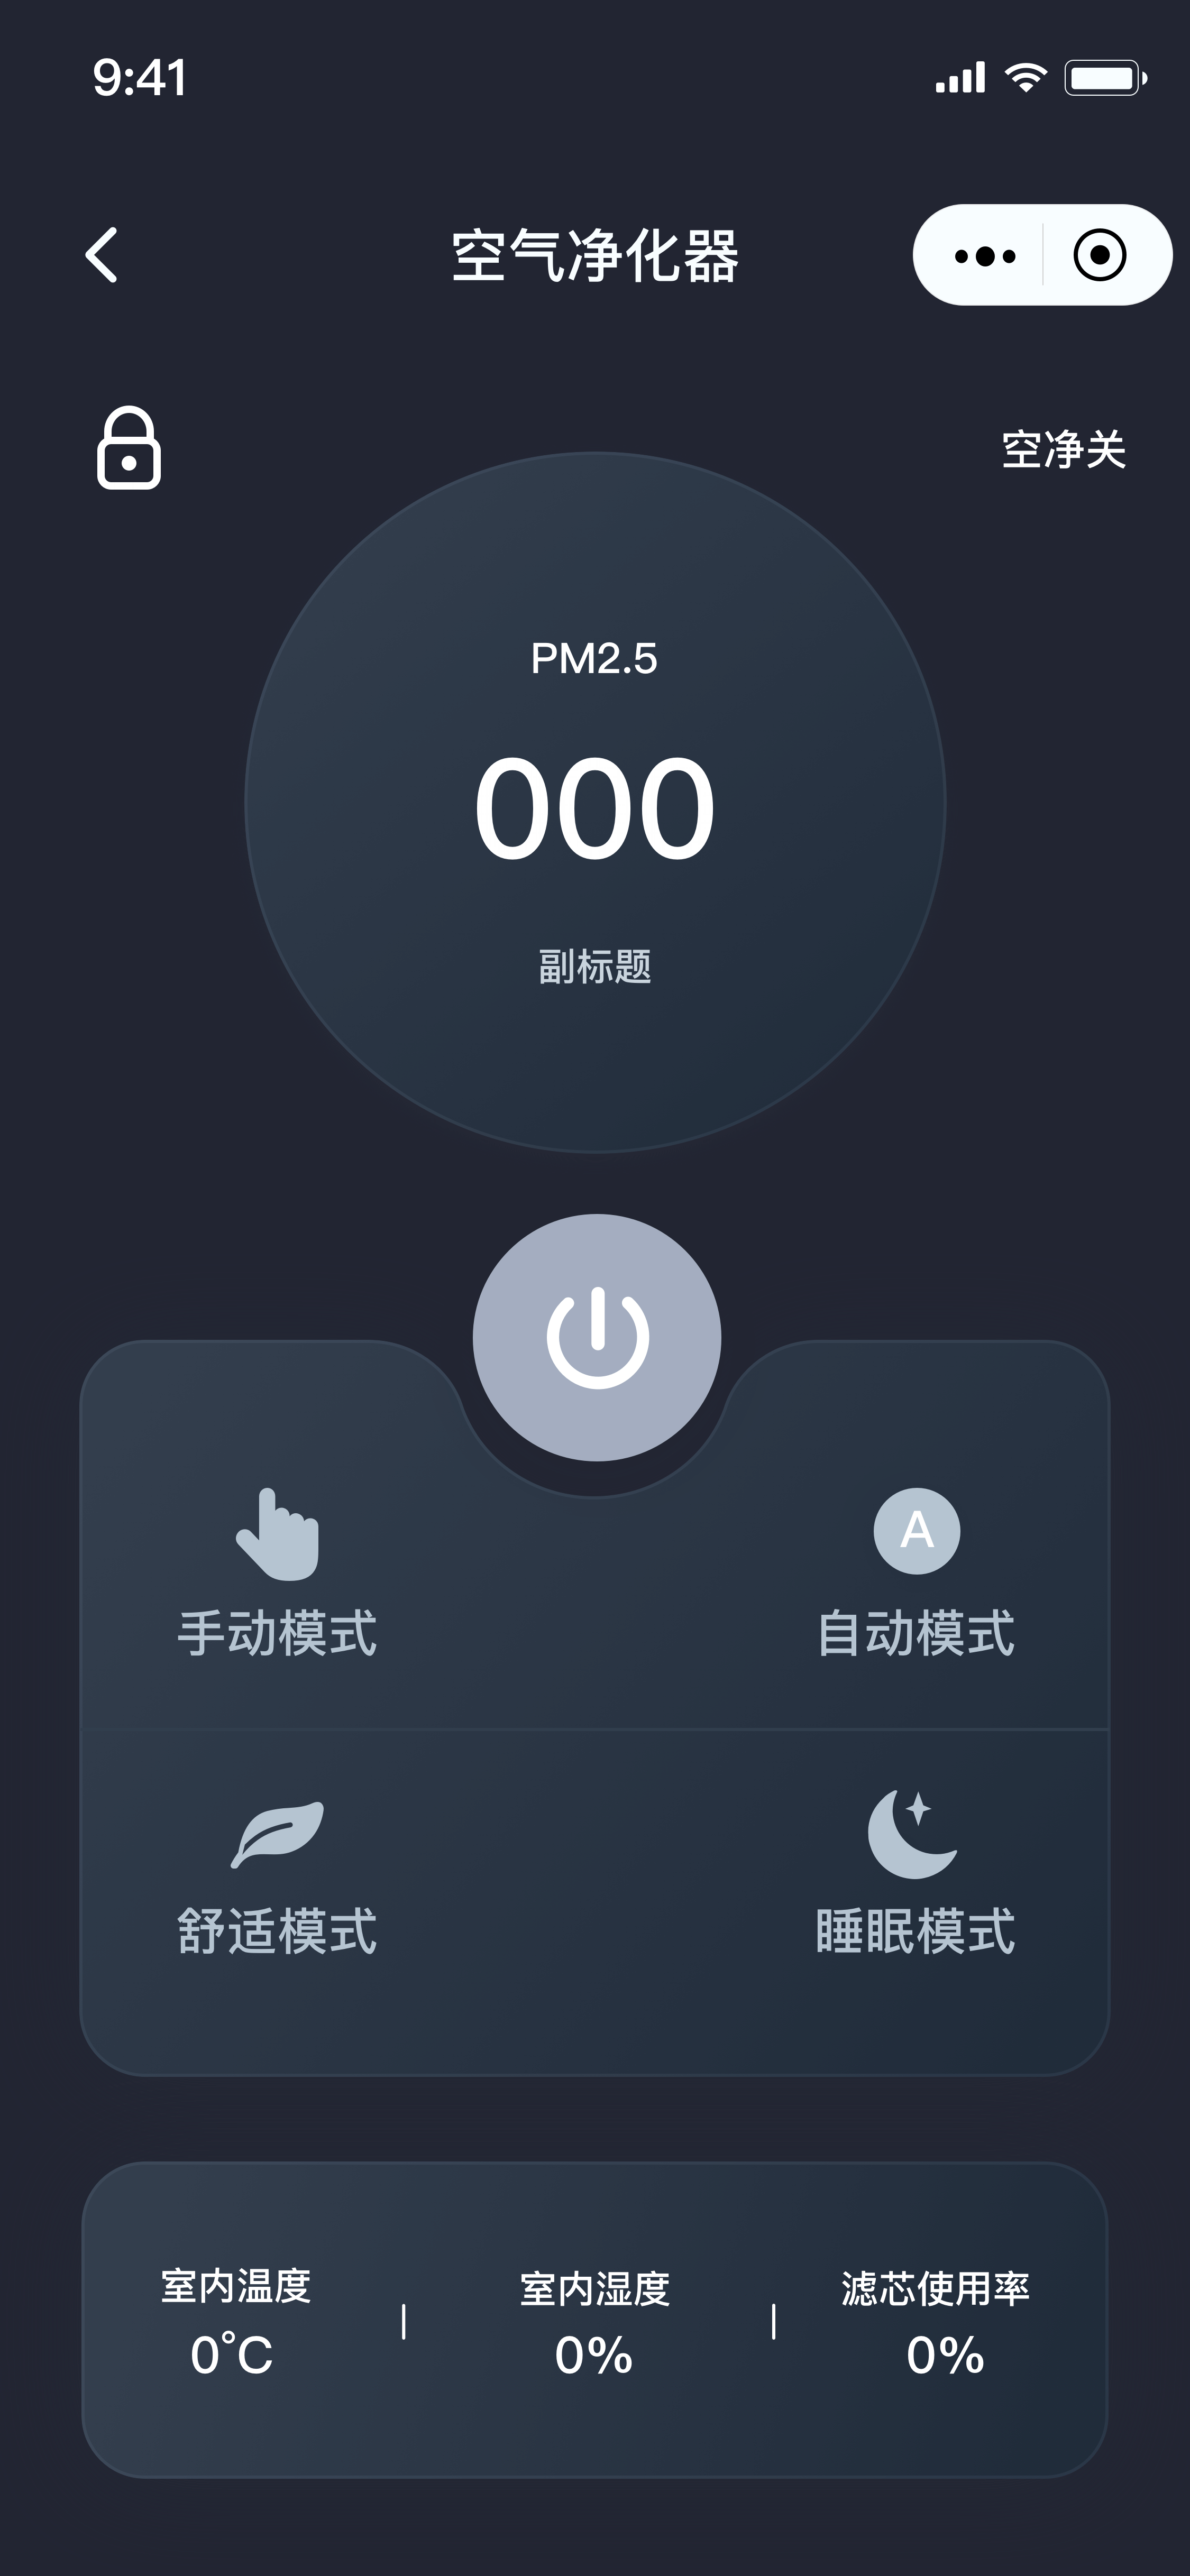 9:41
空气净化器
空净关
PM2.5
000
副标题
手动模式
A
自动模式
舒适模式
睡眠模式
室内温度
室内湿度
滤芯使用率
0°C
0%
0%